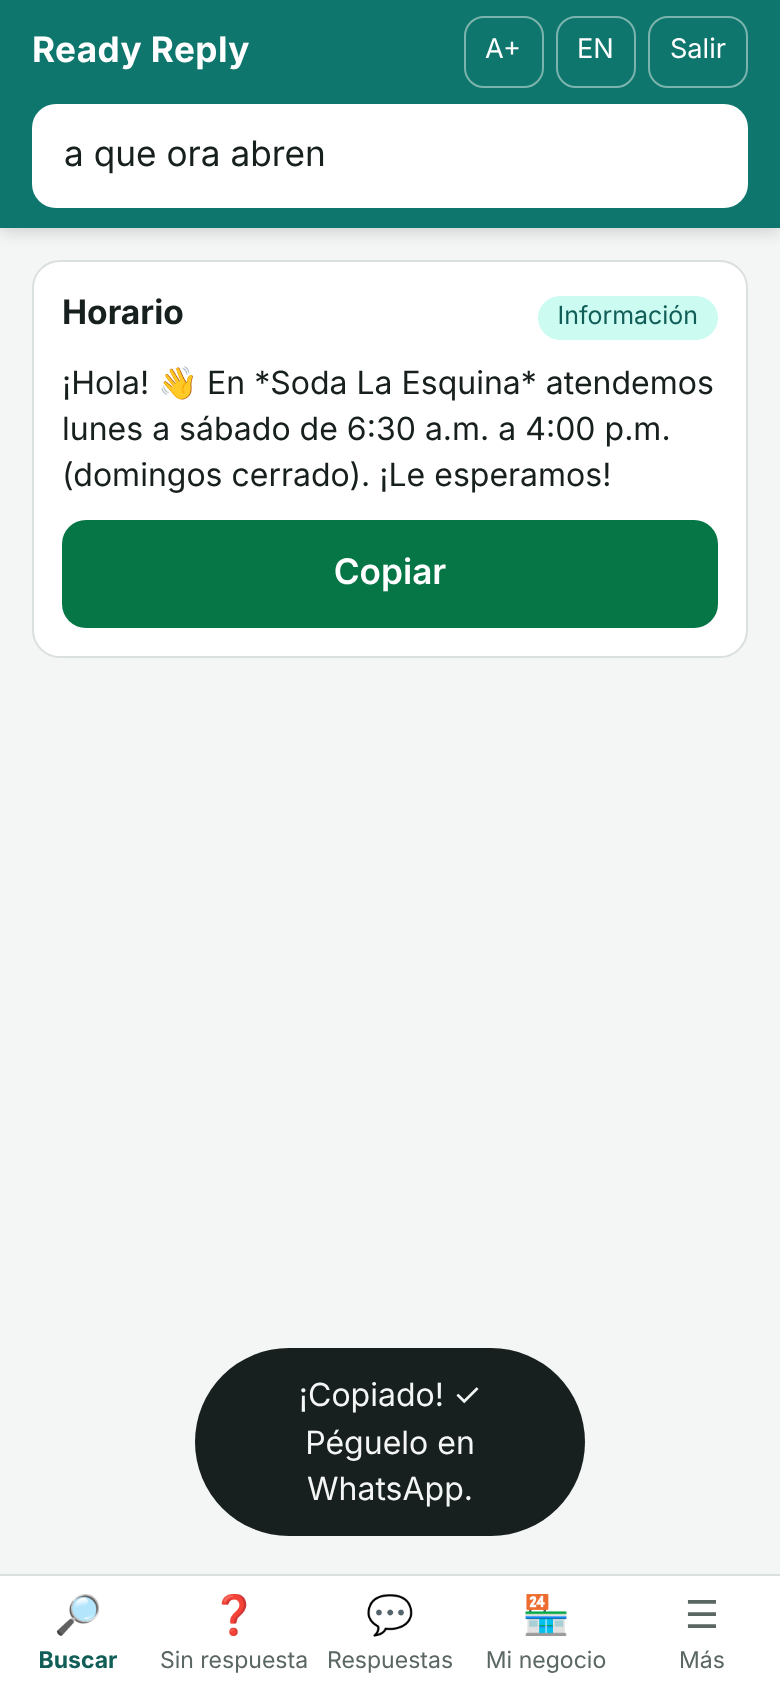 Ready Reply
A+
EN
Salir
a que ora abren
Horario
Información
¡Hola! 👋 En *Soda La Esquina* atendemos
lunes a sábado de 6:30 a.m. a 4:00 p.m.
(domingos cerrado). ¡Le esperamos!
Copiar
¡Copiado! ✓
Péguelo en
WhatsApp.
24
Buscar
Sin respuesta
Respuestas
Mi negocio
Más